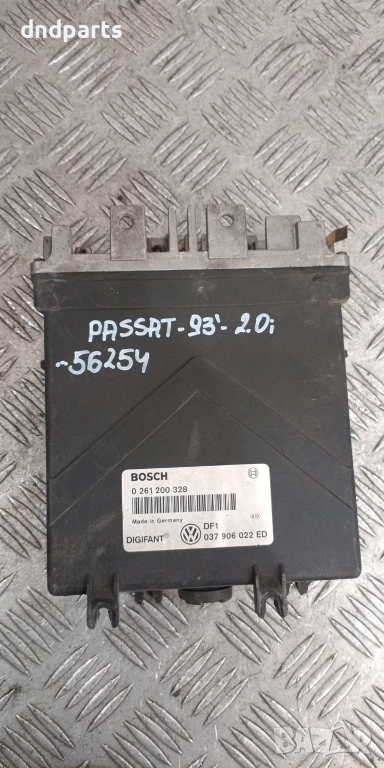 dndparts
PASSAT-93'-2.0i
~56254
BOSCH
0 261 200 328
Made in Germany
DF1
DIGIFANT 037 906 022 ED
BAZAR